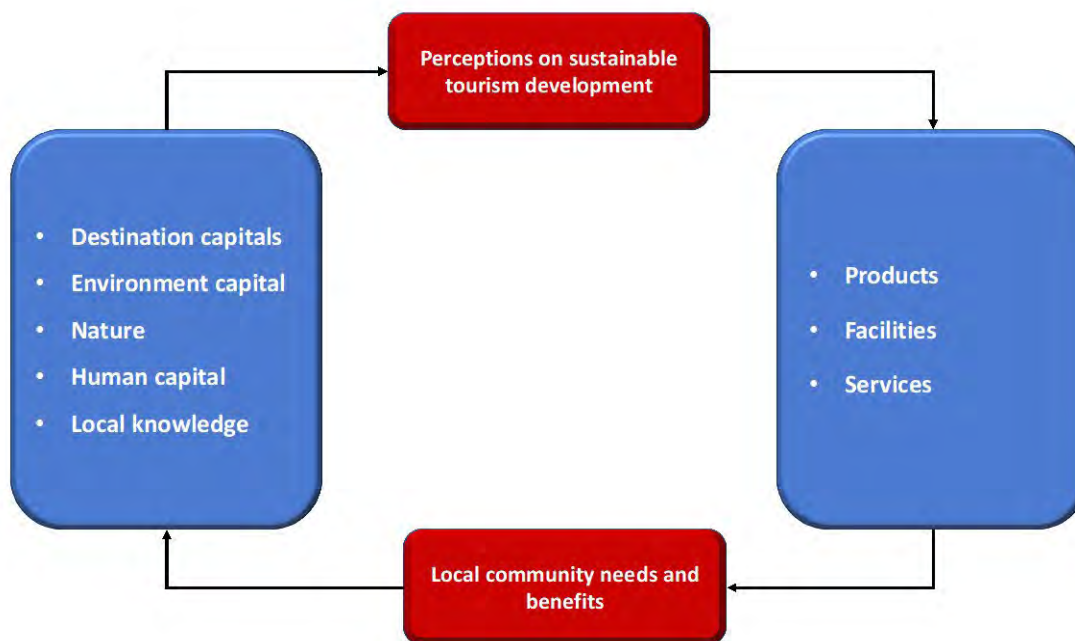 Perceptions on sustainable
tourism development
• Destination capitals
• Environment capital
• Nature
• Human capital
• Local knowledge
• Products
• Facilities
• Services
Local community needs and
benefits